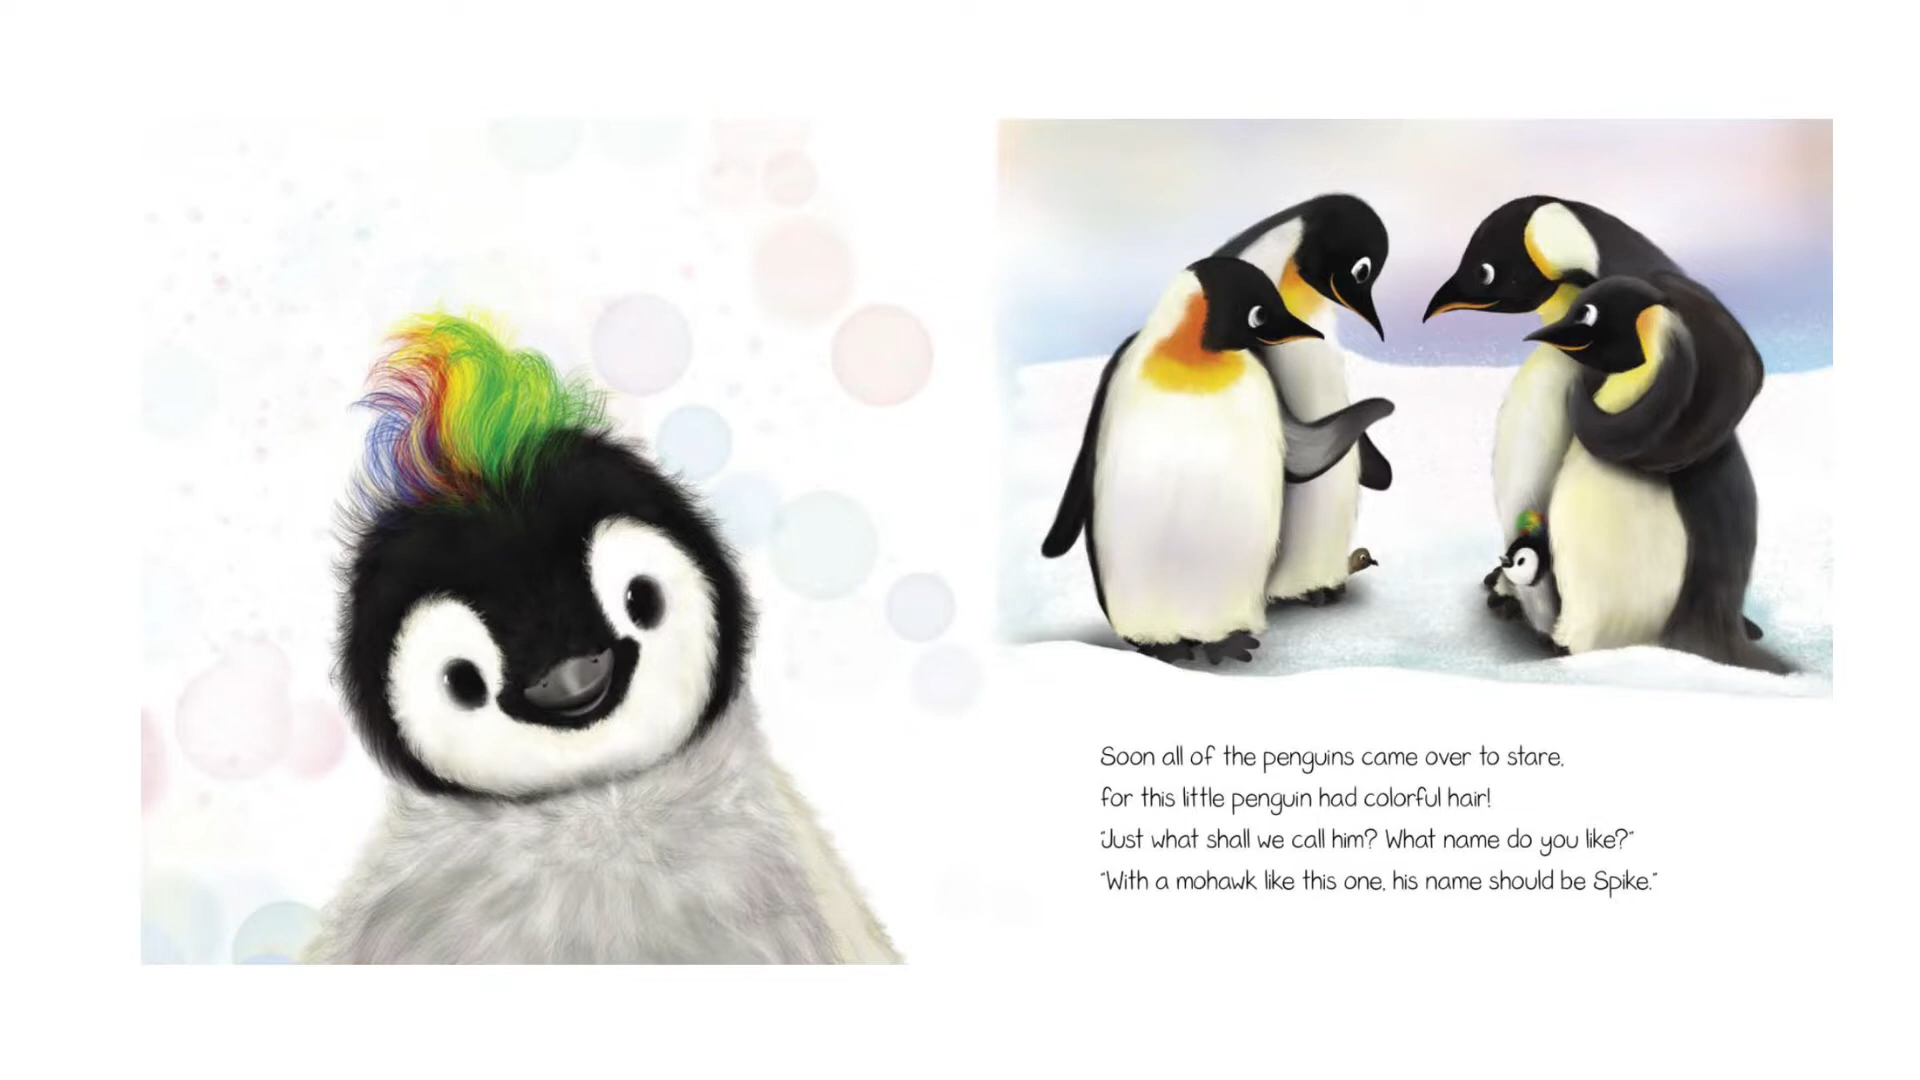 Soon all of the penguins came over to stare,
for this little penguin had colorful hair!
"Just what shall we call him? What name do you like?"
"With a mohawk like this one, his name should be Spike."